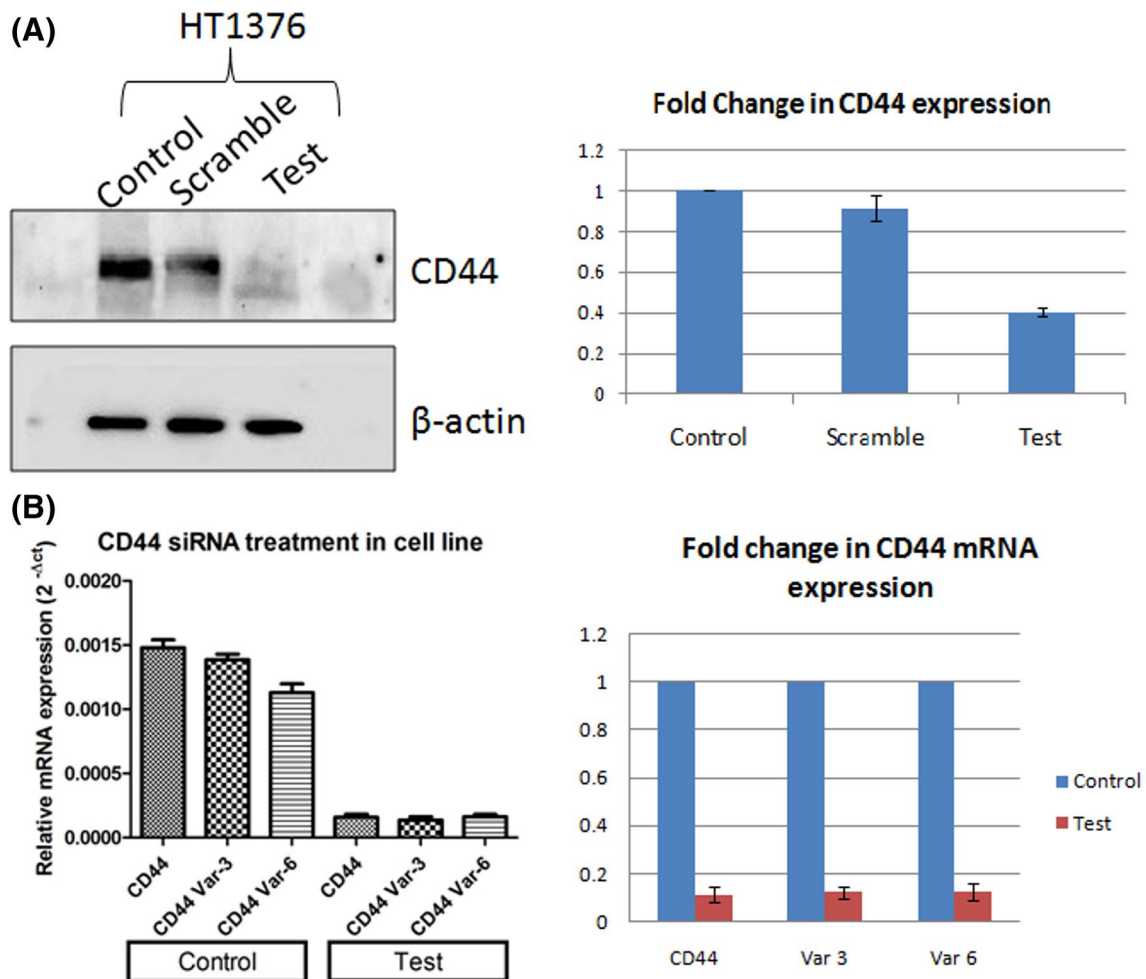 (A)
HT1376
Control
Scramble
Test
CD44
β-actin
Fold Change in CD44 expression
1.2
1
0.8
0.6
0.4
0.2
0
Control
Scramble
Test
(B)
CD44 siRNA treatment in cell line
Relative mRNA expression (2 -Δct)
0.0020
0.0015
0.0010
0.0005
0.0000
CD44
CD44 Var-3
CD44 Var-6
CD44
CD44 Var-3
CD44 Var-6
Control
Test
Fold change in CD44 mRNA
expression
1.2
1
0.8
0.6
0.4
0.2
0
CD44
Var 3
Var 6
Control
Test